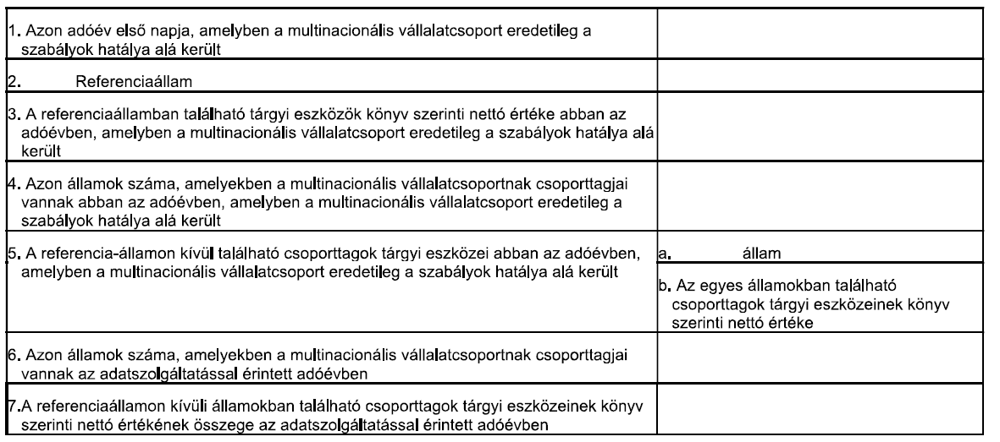 1. Azon adóév első napja, amelyben a multinacionális vállalatcsoport eredetileg a
szabályok hatálya alá került
2. Referenciaállam
3. A referenciaállamban található tárgyi eszközök könyv szerinti nettó értéke abban az
adóévben, amelyben a multinacionális vállalatcsoport eredetileg a szabályok hatálya alá
került
4. Azon államok száma, amelyekben a multinacionális vállalatcsoportnak csoporttagjai
vannak abban az adóévben, amelyben a multinacionális vállalatcsoport eredetileg a
szabályok hatálya alá került
5. A referencia-államon kívül található csoporttagok tárgyi eszközei abban az adóévben,
amelyben a multinacionális vállalatcsoport eredetileg a szabályok hatálya alá került
a. állam
b. Az egyes államokban található
csoporttagok tárgyi eszközeinek könyv
szerinti nettó értéke
6. Azon államok száma, amelyekben a multinacionális vállalatcsoportnak csoporttagjai
vannak az adatszolgáltatással érintett adóévben
7.A referenciaállamon kívüli államokban található csoporttagok tárgyi eszközeinek könyv
szerinti nettó értékének összege az adatszolgáltatással érintett adóévben